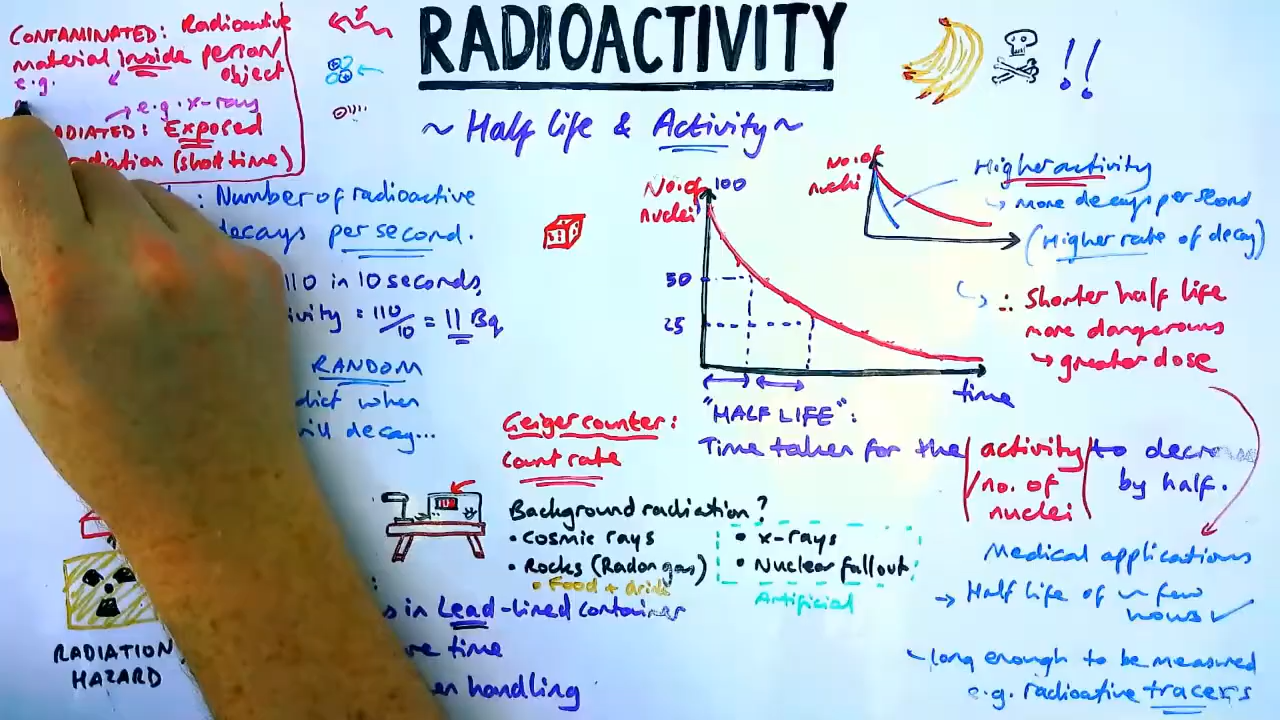 CONTAMINATED: Radioactive
material inside person/
object
e.g.
e.g. x-rays
ADIATED: Exposed
radiation (short time)
RADIOACTIVITY
~ Half life & Activity ~
: Number of radioactive
decays per second.
110 in 10 seconds,
ivity = 110/10 = 11 Bq
RANDOM
dict when
will decay...
No. of
nuclei
100
50
25
time
"HALF LIFE":
Time taken for the activity/no. of nuclei to decrease
by half.
No. of
nuclei
Higher activity
↳ more decays per second
(Higher rate of decay)
↳ ∴ Shorter half life
more dangerous
→ greater dose
Geiger counter:
count rate
Background radiation?
• Cosmic rays
• Rocks (Radon gas)
• Food + drink
• x-rays
• Nuclear fallout
Artificial
Medical applications
→ Half life of a few
hours ✓
long enough to be measured
e.g. radioactive tracers
:
s in Lead-lined container
ve time
en handling
RADIATION
HAZARD